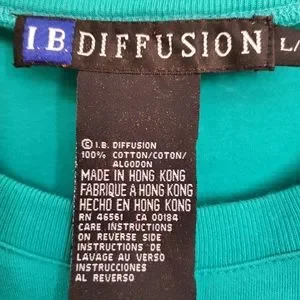 I.B. DIFFUSION L/
© I.B. DIFFUSION
100% COTTON/COTON/
ALGODON
MADE IN HONG KONG
FABRIQUE A HONG KONG
HECHO EN HONG KONG
RN 46561 CA 00184
CARE INSTRUCTIONS
ON REVERSE SIDE
INSTRUCTIONS DE
LAVAGE AU VERSO
INSTRUCCIONES
AL REVERSO